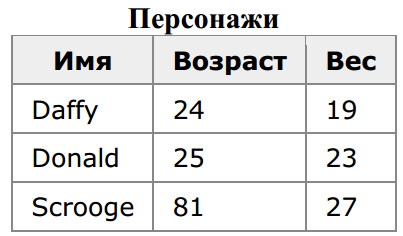 Персонажи
Имя Возраст Вес
Daffy 24 19
Donald 25 23
Scrooge 81 27